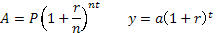 A = P(1 + r/n)^{nt} y = a(1 + r)^t